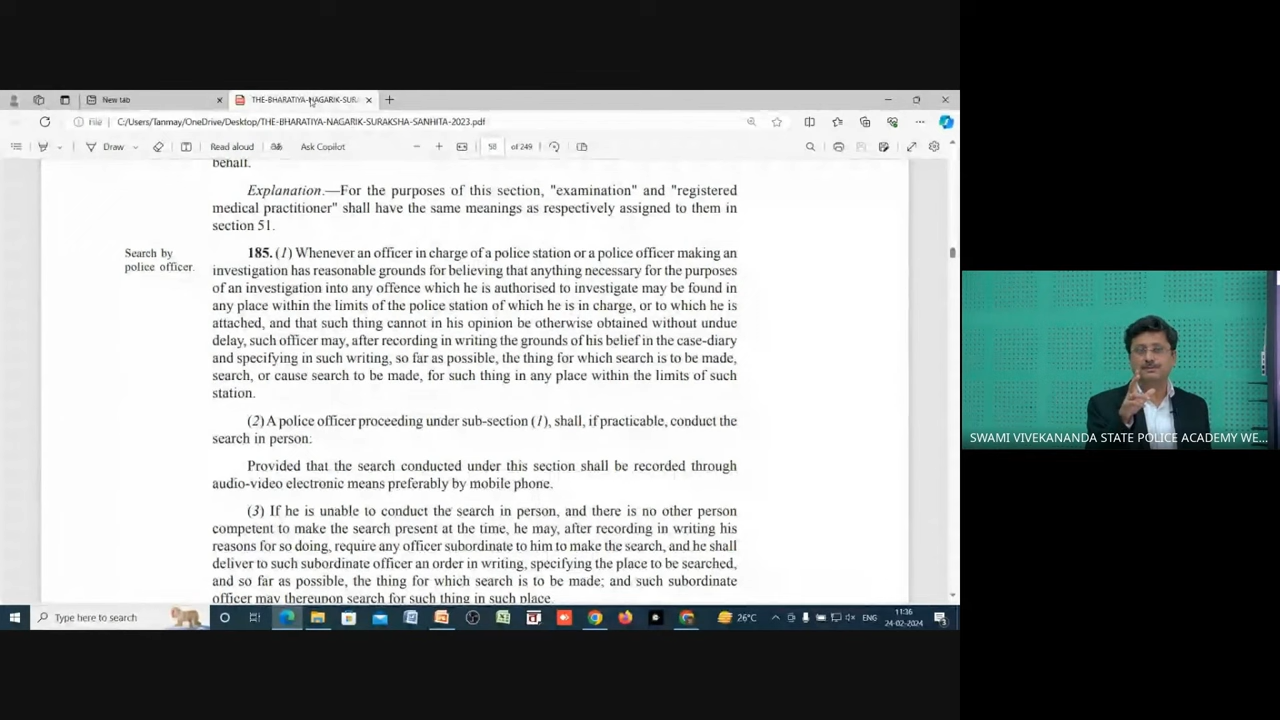 New tab
THE-BHARATIYA-NAGARIK-SUR
File C:/Users/Tanmay/OneDrive/Desktop/THE-BHARATIYA-NAGARIK-SURAKSHA-SANHITA-2023.pdf
Draw Read aloud Ask Copilot 58 of 249
behalf.
Explanation.—For the purposes of this section, "examination" and "registered
medical practitioner" shall have the same meanings as respectively assigned to them in
section 51.
Search by
police officer.
185. (1) Whenever an officer in charge of a police station or a police officer making an
investigation has reasonable grounds for believing that anything necessary for the purposes
of an investigation into any offence which he is authorised to investigate may be found in
any place within the limits of the police station of which he is in charge, or to which he is
attached, and that such thing cannot in his opinion be otherwise obtained without undue
delay, such officer may, after recording in writing the grounds of his belief in the case-diary
and specifying in such writing, so far as possible, the thing for which search is to be made,
search, or cause search to be made, for such thing in any place within the limits of such
station.
(2) A police officer proceeding under sub-section (1), shall, if practicable, conduct the
search in person:
Provided that the search conducted under this section shall be recorded through
audio-video electronic means preferably by mobile phone.
(3) If he is unable to conduct the search in person, and there is no other person
competent to make the search present at the time, he may, after recording in writing his
reasons for so doing, require any officer subordinate to him to make the search, and he shall
deliver to such subordinate officer an order in writing, specifying the place to be searched,
and so far as possible, the thing for which search is to be made; and such subordinate
officer may thereupon search for such thing in such place.
SWAMI VIVEKANANDA STATE POLICE ACADEMY WE...
Type here to search
26°C
ENG
11:36
24-02-2024